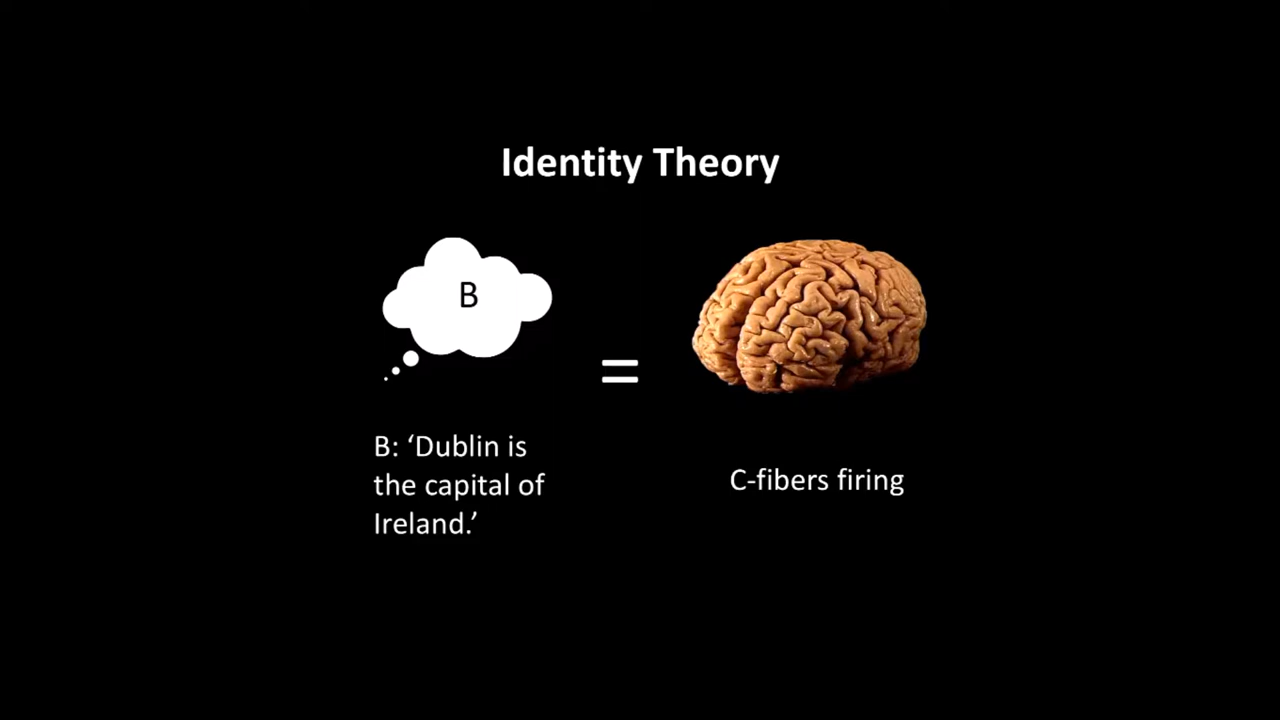 Identity Theory
B
=
B: ‘Dublin is
the capital of
Ireland.’
C-fibers firing